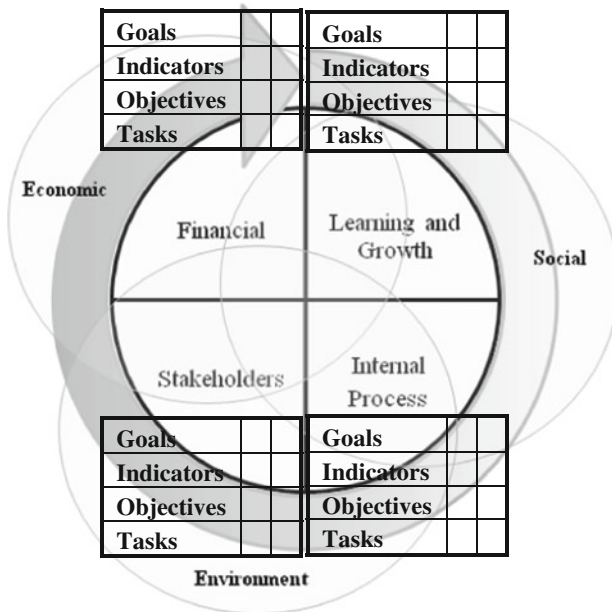 Goals
Indicators
Objectives
Tasks
Goals
Indicators
Objectives
Tasks
Economic
Financial
Learning and
Growth
Social
Stakeholders
Internal
Process
Goals
Indicators
Objectives
Tasks
Goals
Indicators
Objectives
Tasks
Environment